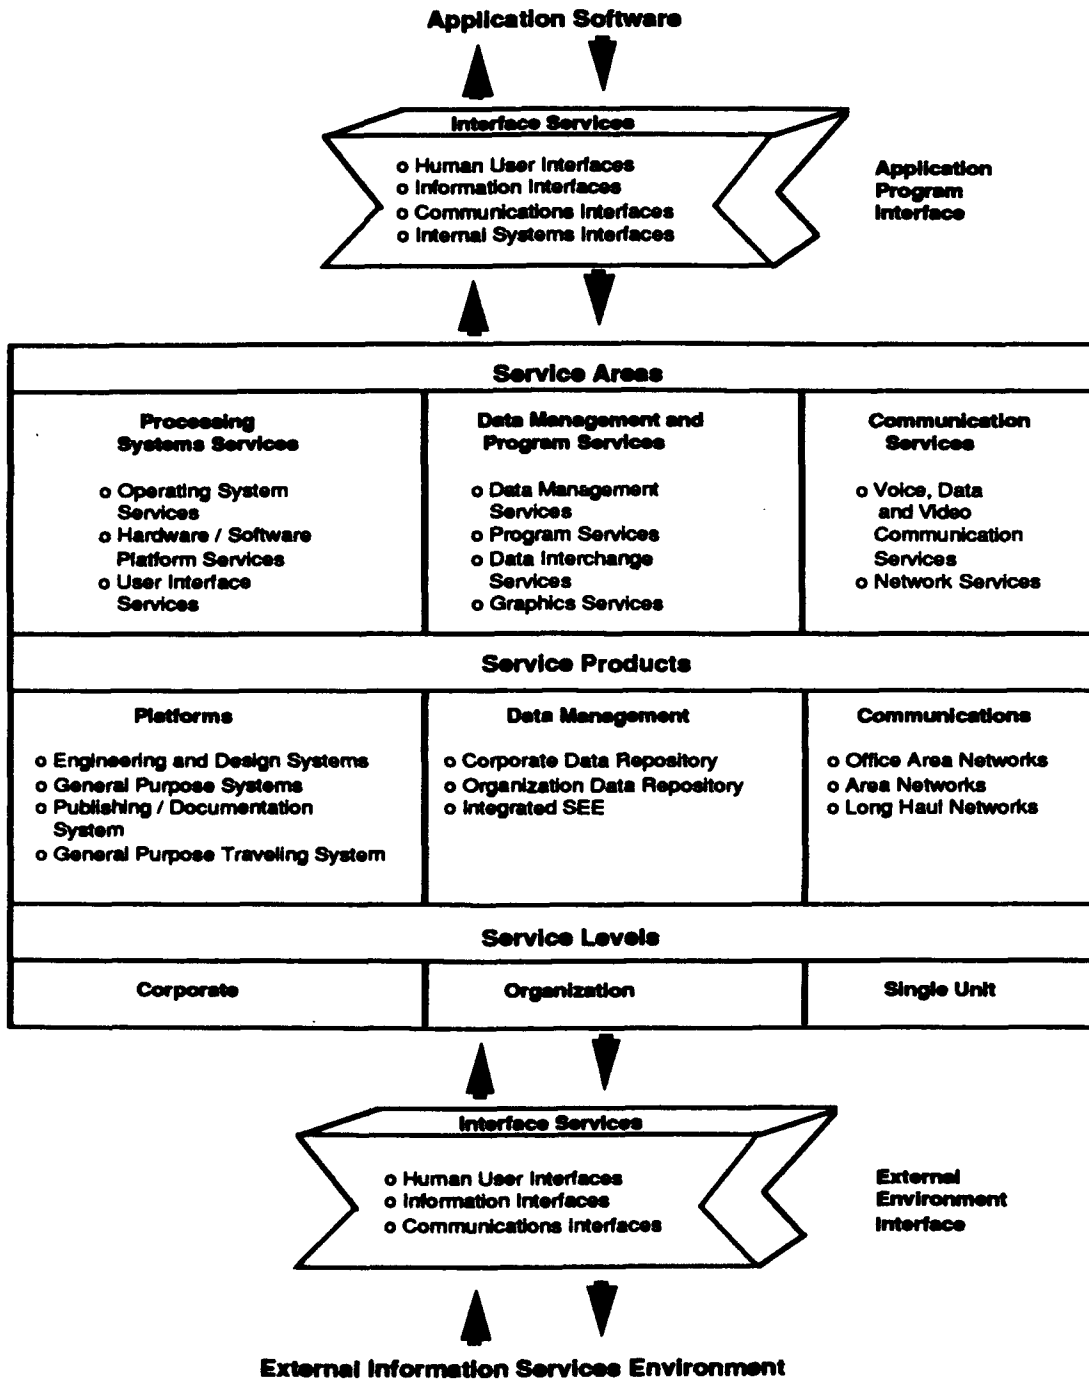 Application Software
Interface Services
o Human User Interfaces
o Information Interfaces
o Communications Interfaces
o Internal Systems Interfaces
Application
Program
Interface
Service Areas
Processing
Systems Services
o Operating System
Services
o Hardware / Software
Platform Services
o User Interface
Services
Data Management and
Program Services
o Data Management
Services
o Program Services
o Data Interchange
Services
o Graphics Services
Communication
Services
o Voice, Data
and Video
Communication
Services
o Network Services
Service Products
Platforms
o Engineering and Design Systems
o General Purpose Systems
o Publishing / Documentation
System
o General Purpose Traveling System
Data Management
o Corporate Data Repository
o Organization Data Repository
o Integrated SEE
Communications
o Office Area Networks
o Area Networks
o Long Haul Networks
Service Levels
Corporate
Organization
Single Unit
Interface Services
o Human User Interfaces
o Information Interfaces
o Communications Interfaces
External
Environment
Interface
External Information Services Environment